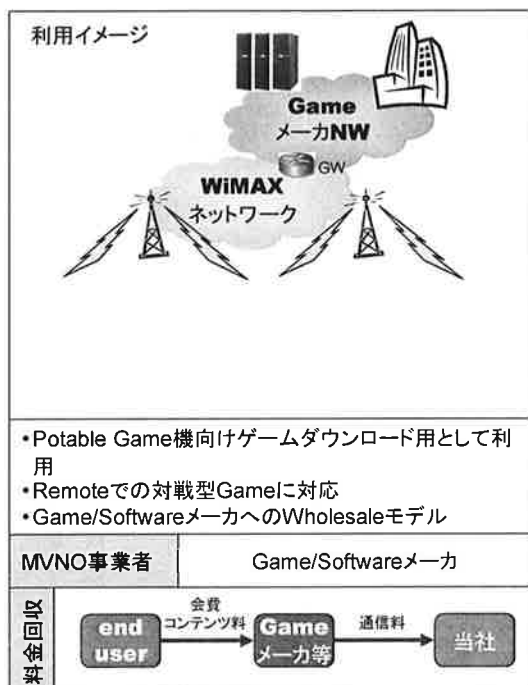 利用イメージ
Game
メーカNW
GW
WiMAX
ネットワーク
•Potable Game機向けゲームダウンロード用として利
用
•Remoteでの対戦型Gameに対応
•Game/SoftwareメーカへのWholesaleモデル
MVNO事業者
Game/Softwareメーカ
料金回収
end
user
会費
コンテンツ料
Game
メーカ等
通信料
当社